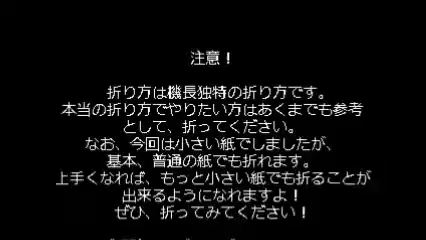 注意！
折り方は機長独特の折り方です。
本当の折り方でやりたい方はあくまでも参考
として、折ってください。
なお、今回は小さい紙でしましたが、
基本、普通の紙でも折れます。
上手くなれば、もっと小さい紙でも折ることが
出来るようになれますよ！
ぜひ、折ってみてください！